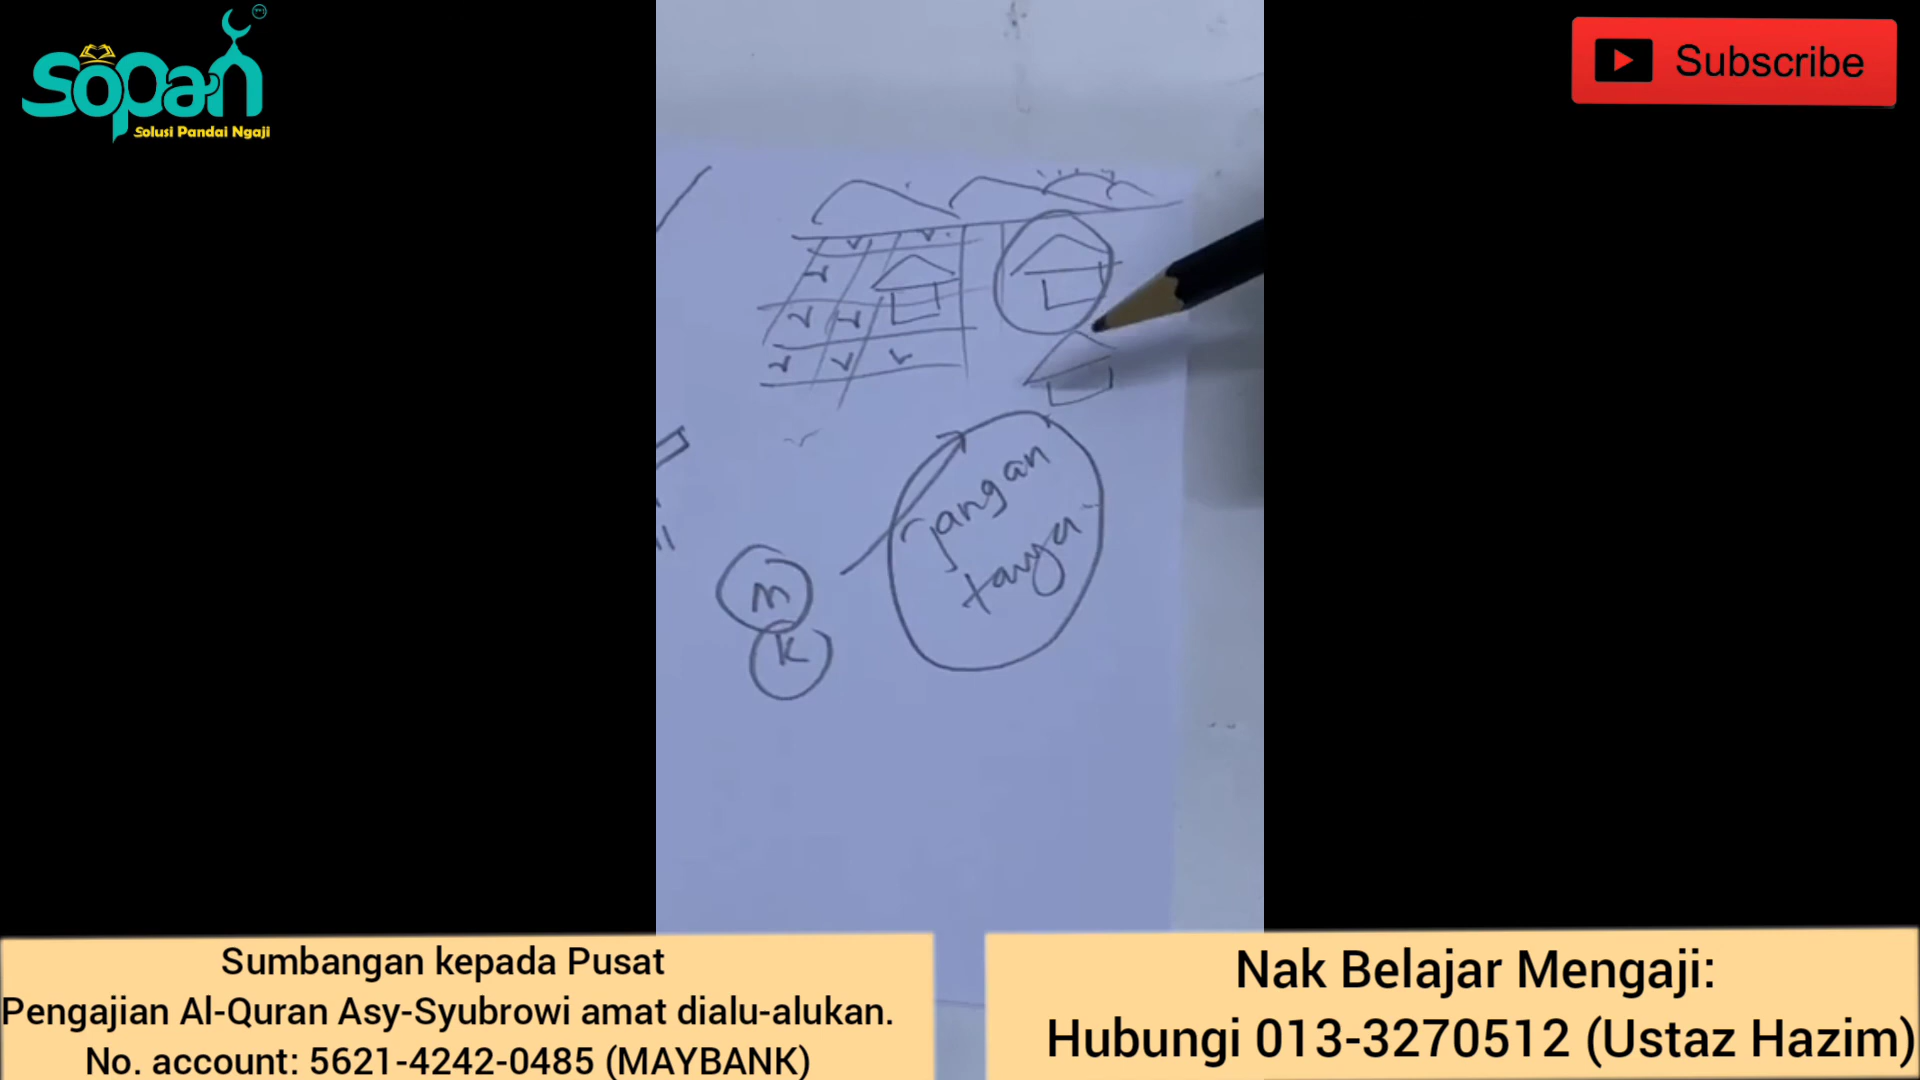 Sopan
Solusi Pandai Ngaji
Subscribe
jangan
tanya
m
k
Sumbangan kepada Pusat
Pengajian Al-Quran Asy-Syubrowi amat dialu-alukan.
No. account: 5621-4242-0485 (MAYBANK)
Nak Belajar Mengaji:
Hubungi 013-3270512 (Ustaz Hazim)